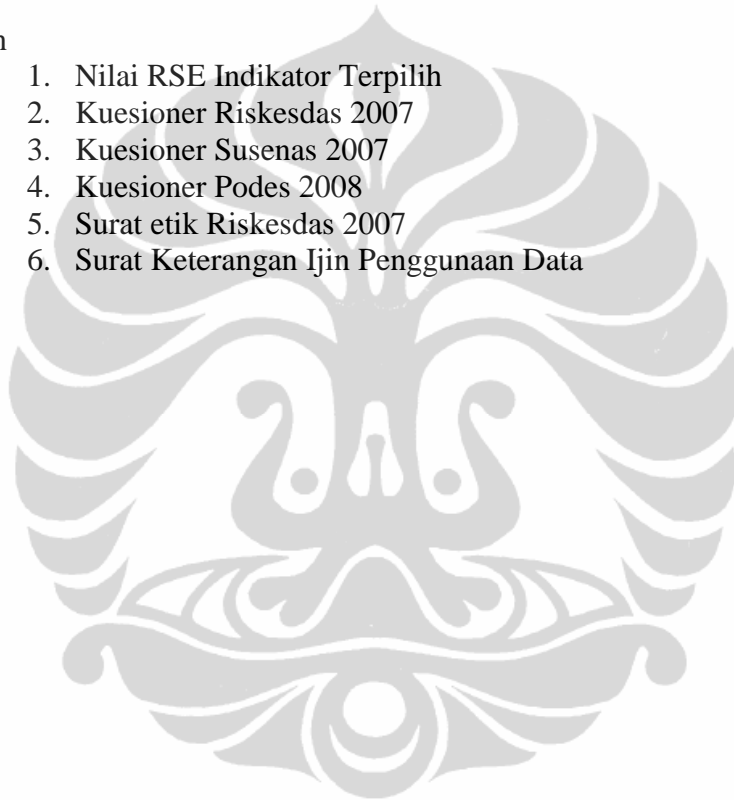 n
1. Nilai RSE Indikator Terpilih
2. Kuesioner Riskesdas 2007
3. Kuesioner Susenas 2007
4. Kuesioner Podes 2008
5. Surat etik Riskesdas 2007
6. Surat Keterangan Ijin Penggunaan Data